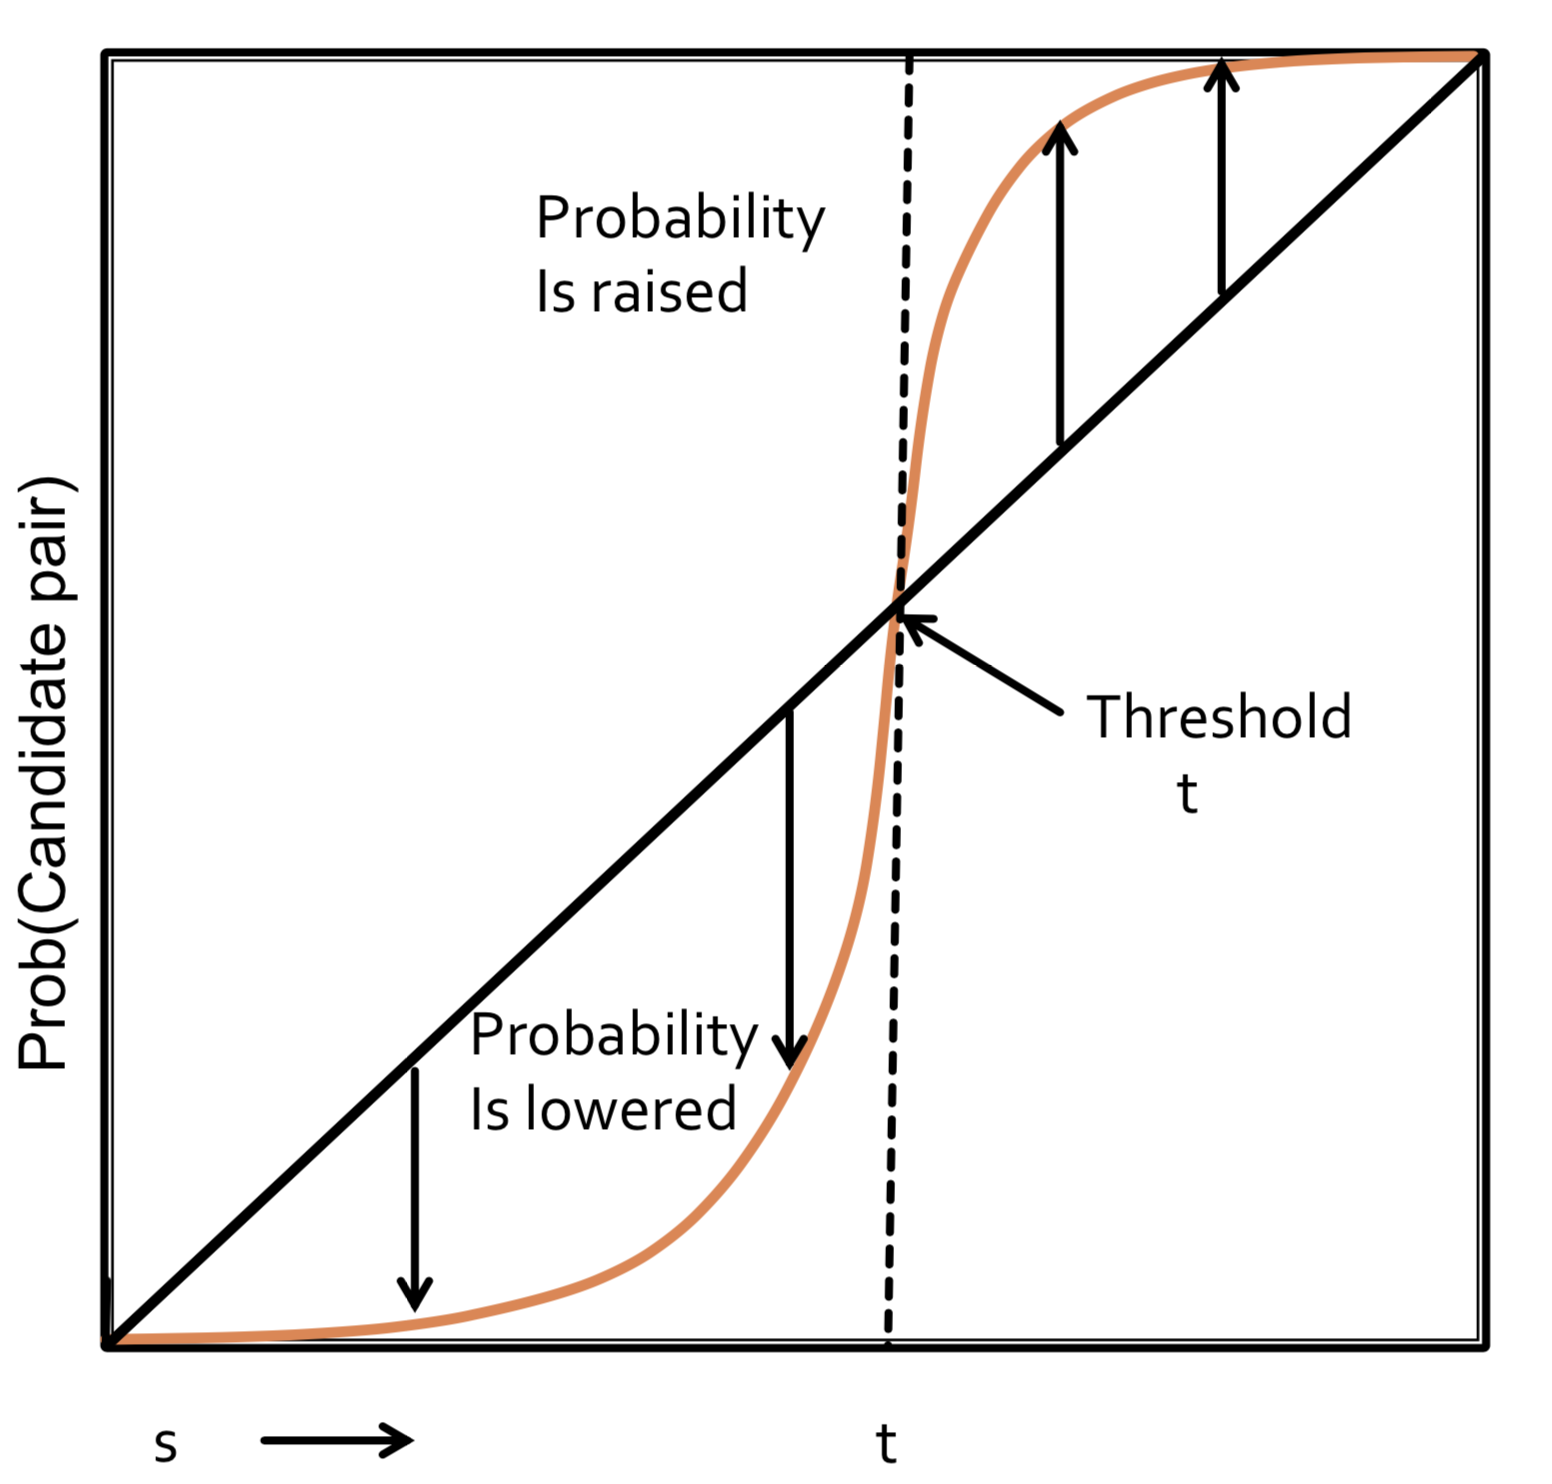 Probability
Is raised
Prob(Candidate pair)
Threshold
t
Probability
Is lowered
s
t